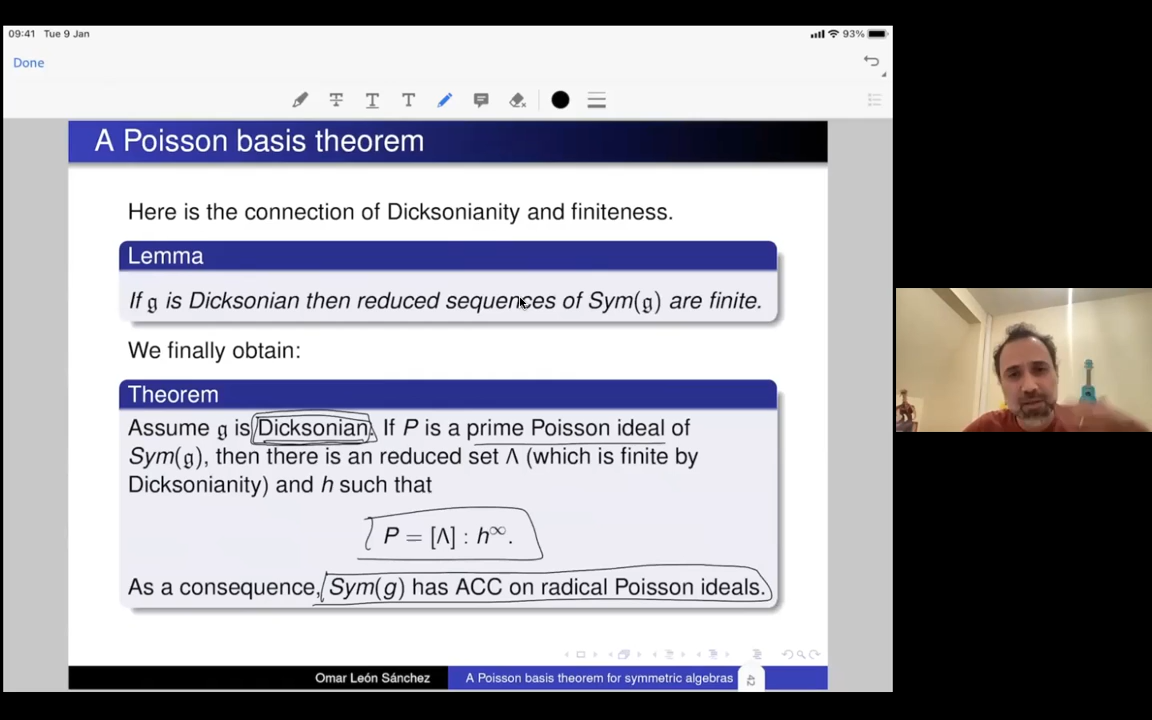 09:41 Tue 9 Jan
93%
Done
A Poisson basis theorem
Here is the connection of Dicksonianity and finiteness.
Lemma
If 𝔤 is Dicksonian then reduced sequences of Sym(𝔤) are finite.
We finally obtain:
Theorem
Assume 𝔤 is Dicksonian. If P is a prime Poisson ideal of
Sym(𝔤), then there is an reduced set Λ (which is finite by
Dicksonianity) and h such that
P = [Λ] : h^∞.
As a consequence, Sym(g) has ACC on radical Poisson ideals.
Omar León Sánchez A Poisson basis theorem for symmetric algebras 42